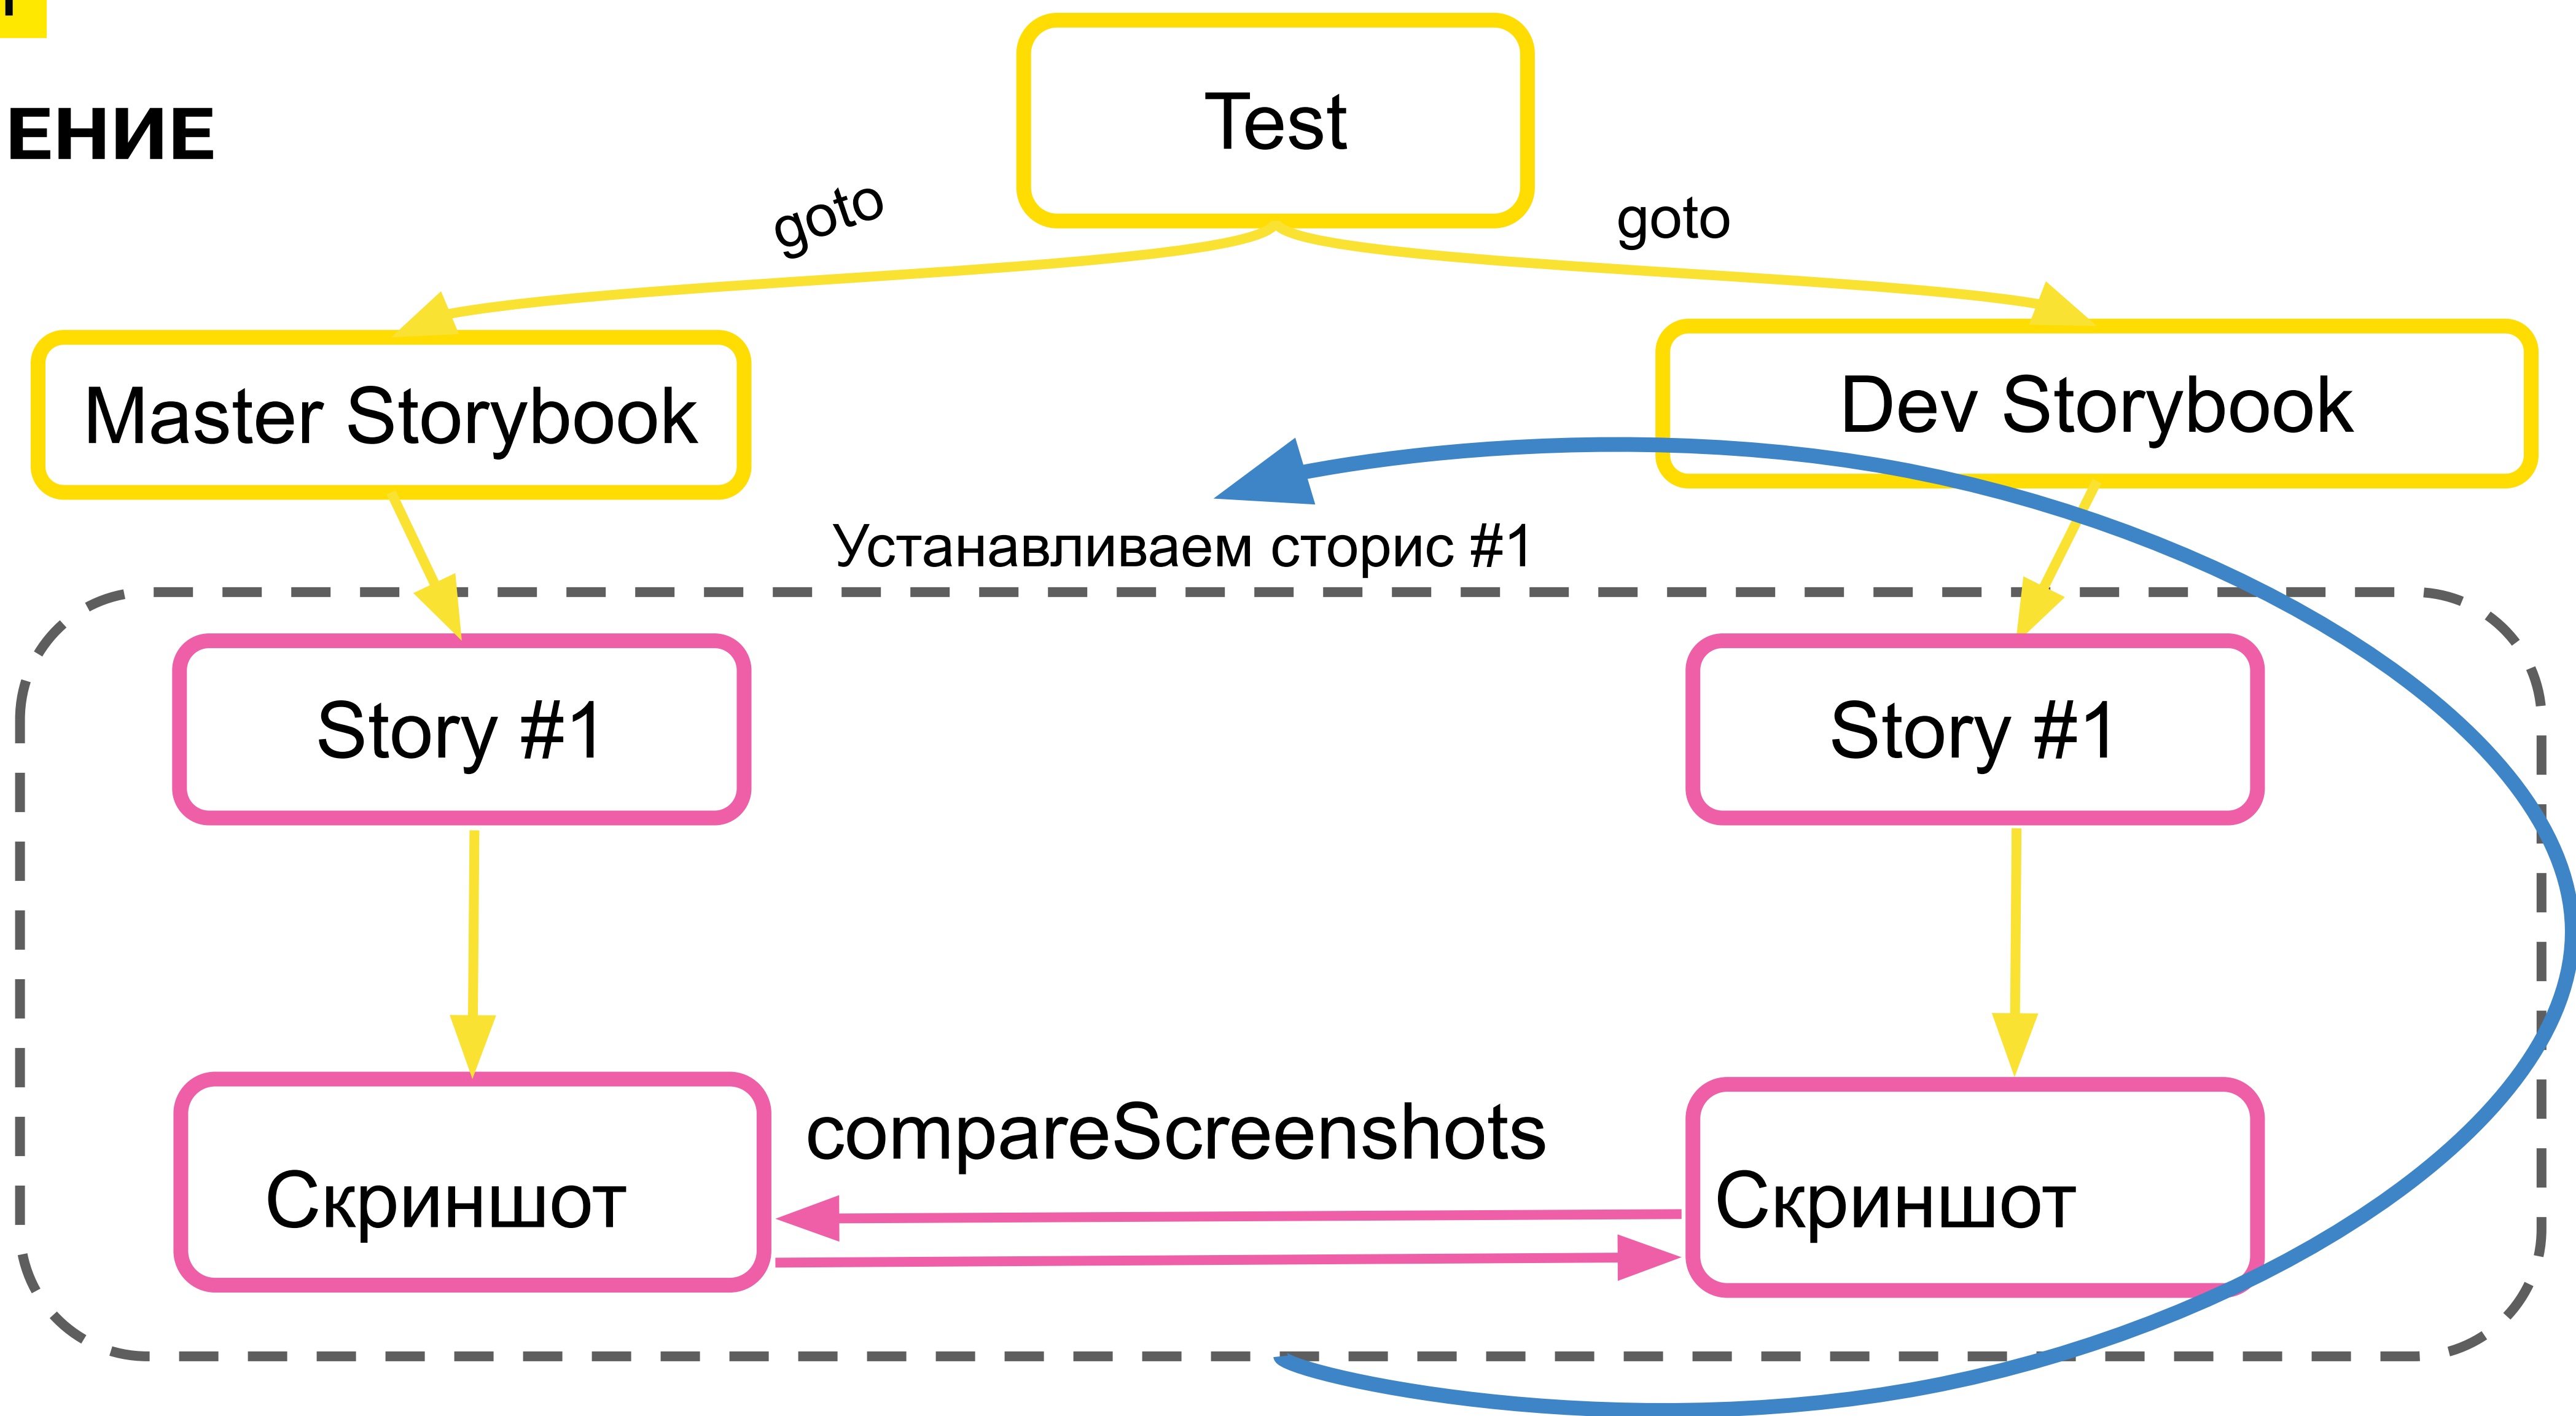 ЕНИЕ
Test
goto
goto
Master Storybook
Dev Storybook
Устанавливаем сторис #1
Story #1
Story #1
compareScreenshots
Скриншот
Скриншот